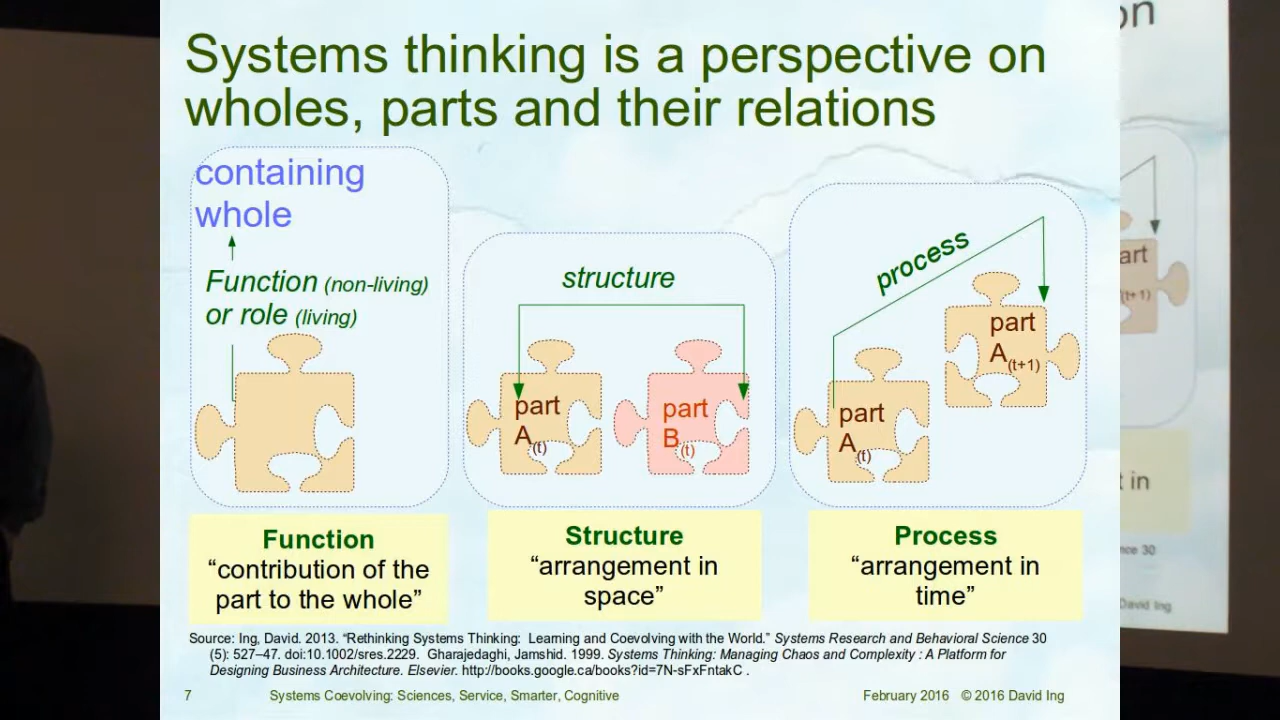 Systems thinking is a perspective on
wholes, parts and their relations
containing
whole
Function (non-living)
or role (living)
structure
part
A(t)
part
B(t)
process
part
A(t)
part
A(t+1)
Function
“contribution of the
part to the whole”
Structure
“arrangement in
space”
Process
“arrangement in
time”
Source: Ing, David. 2013. “Rethinking Systems Thinking: Learning and Coevolving with the World.” Systems Research and Behavioral Science 30
(5): 527–47. doi:10.1002/sres.2229. Gharajedaghi, Jamshid. 1999. Systems Thinking: Managing Chaos and Complexity : A Platform for
Designing Business Architecture. Elsevier. http://books.google.ca/books?id=7N-sFxFntakC .
7 Systems Coevolving: Sciences, Service, Smarter, Cognitive February 2016 © 2016 David Ing
on
art
(t+1)
t in
nce 30
David Ing